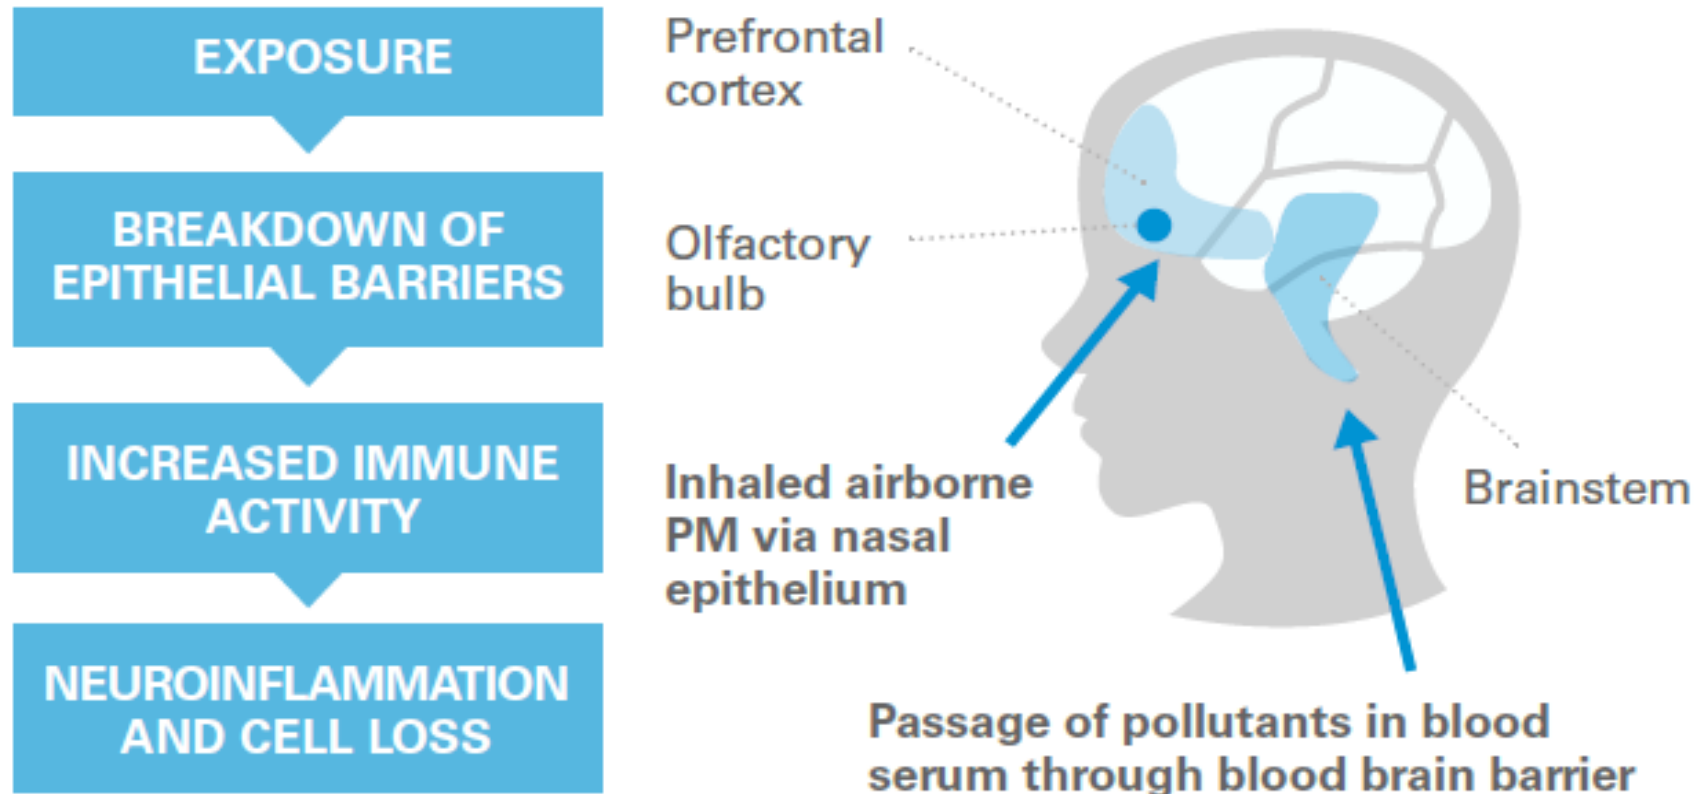 EXPOSURE
BREAKDOWN OF
EPITHELIAL BARRIERS
INCREASED IMMUNE
ACTIVITY
NEUROINFLAMMATION
AND CELL LOSS
Prefrontal
cortex
Olfactory
bulb
Inhaled airborne
PM via nasal
epithelium
Brainstem
Passage of pollutants in blood
serum through blood brain barrier